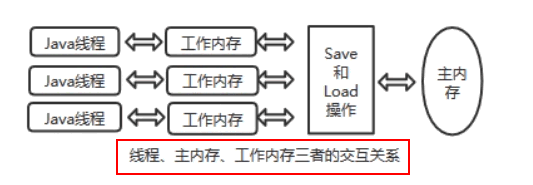 Java线程 工作内存
Java线程 工作内存
Java线程 工作内存
Save
和
Load
操作
主内
存
线程、主内存、工作内存三者的交互关系